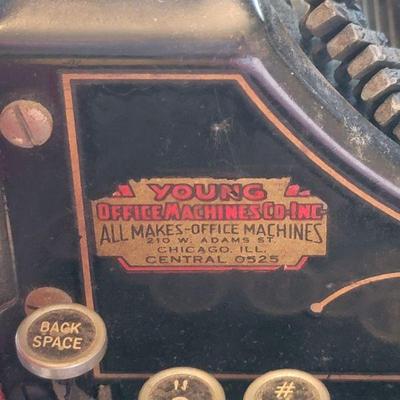 YOUNG
OFFICE MACHINES CO-INC
ALL MAKES-OFFICE MACHINES
210 W. ADAMS ST.
CHICAGO, ILL.
CENTRAL 0525
BACK
SPACE
"
#